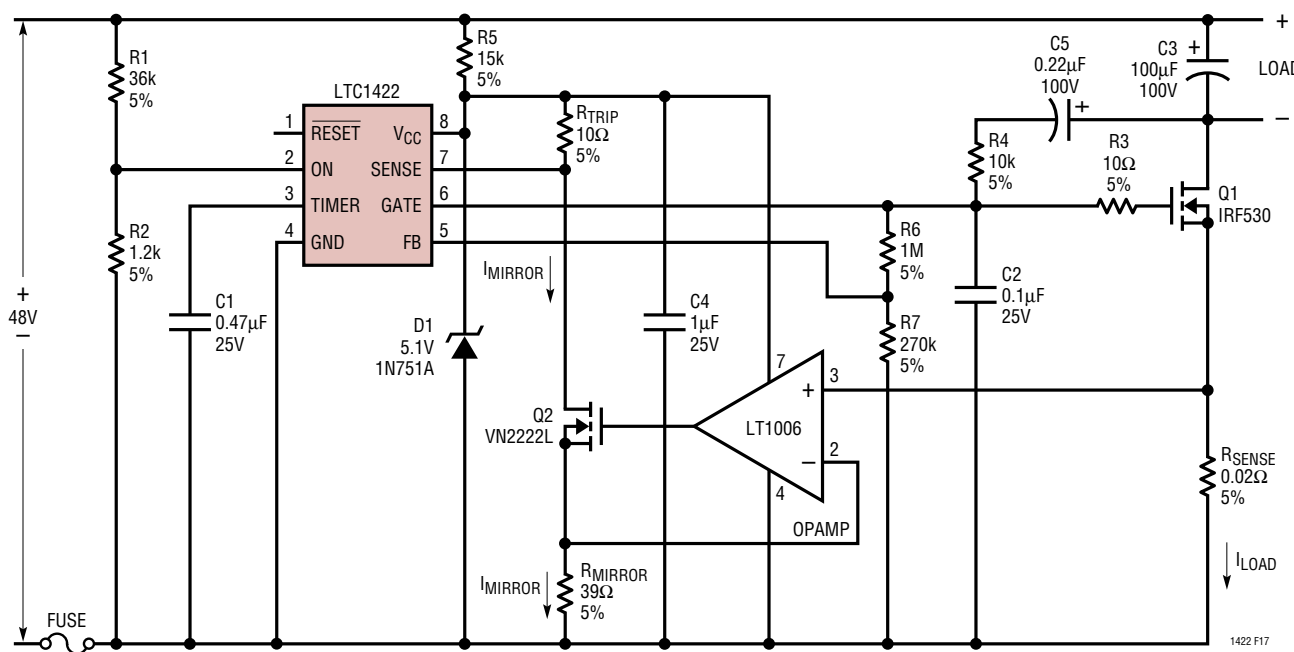 +
48V
−
FUSE
R1
36k
5%
R2
1.2k
5%
LTC1422
1
RESET
2
ON
3
TIMER
4
GND
VCC
8
SENSE
7
GATE
6
FB
5
C1
0.47µF
25V
R5
15k
5%
D1
5.1V
1N751A
RTRIP
10Ω
5%
IMIRROR
Q2
VN2222L
IMIRROR
RMIRROR
39Ω
5%
C4
1µF
25V
7
+
3
LT1006
−
2
4
OPAMP
R6
1M
5%
R7
270k
5%
C5
0.22µF
100V
+
R4
10k
5%
C2
0.1µF
25V
R3
10Ω
5%
C3
100µF
100V
+
+
LOAD
−
Q1
IRF530
RSENSE
0.02Ω
5%
ILOAD
1422 F17